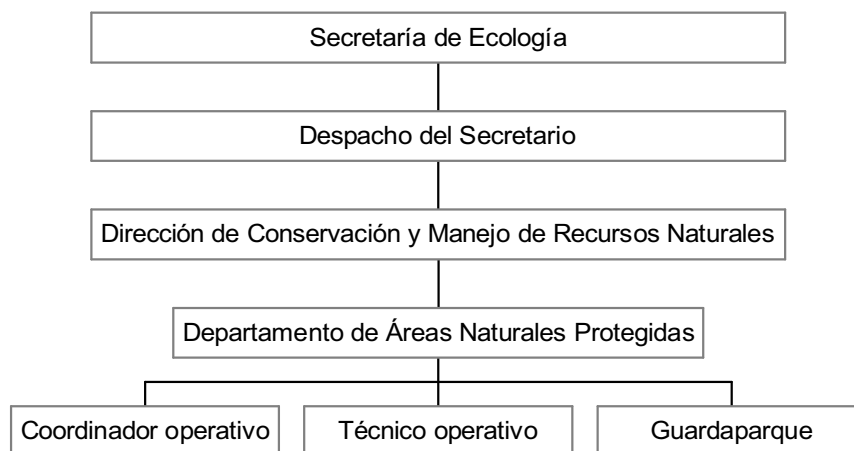 Secretaría de Ecología
Despacho del Secretario
Dirección de Conservación y Manejo de Recursos Naturales
Departamento de Áreas Naturales Protegidas
Coordinador operativo
Técnico operativo
Guardaparque